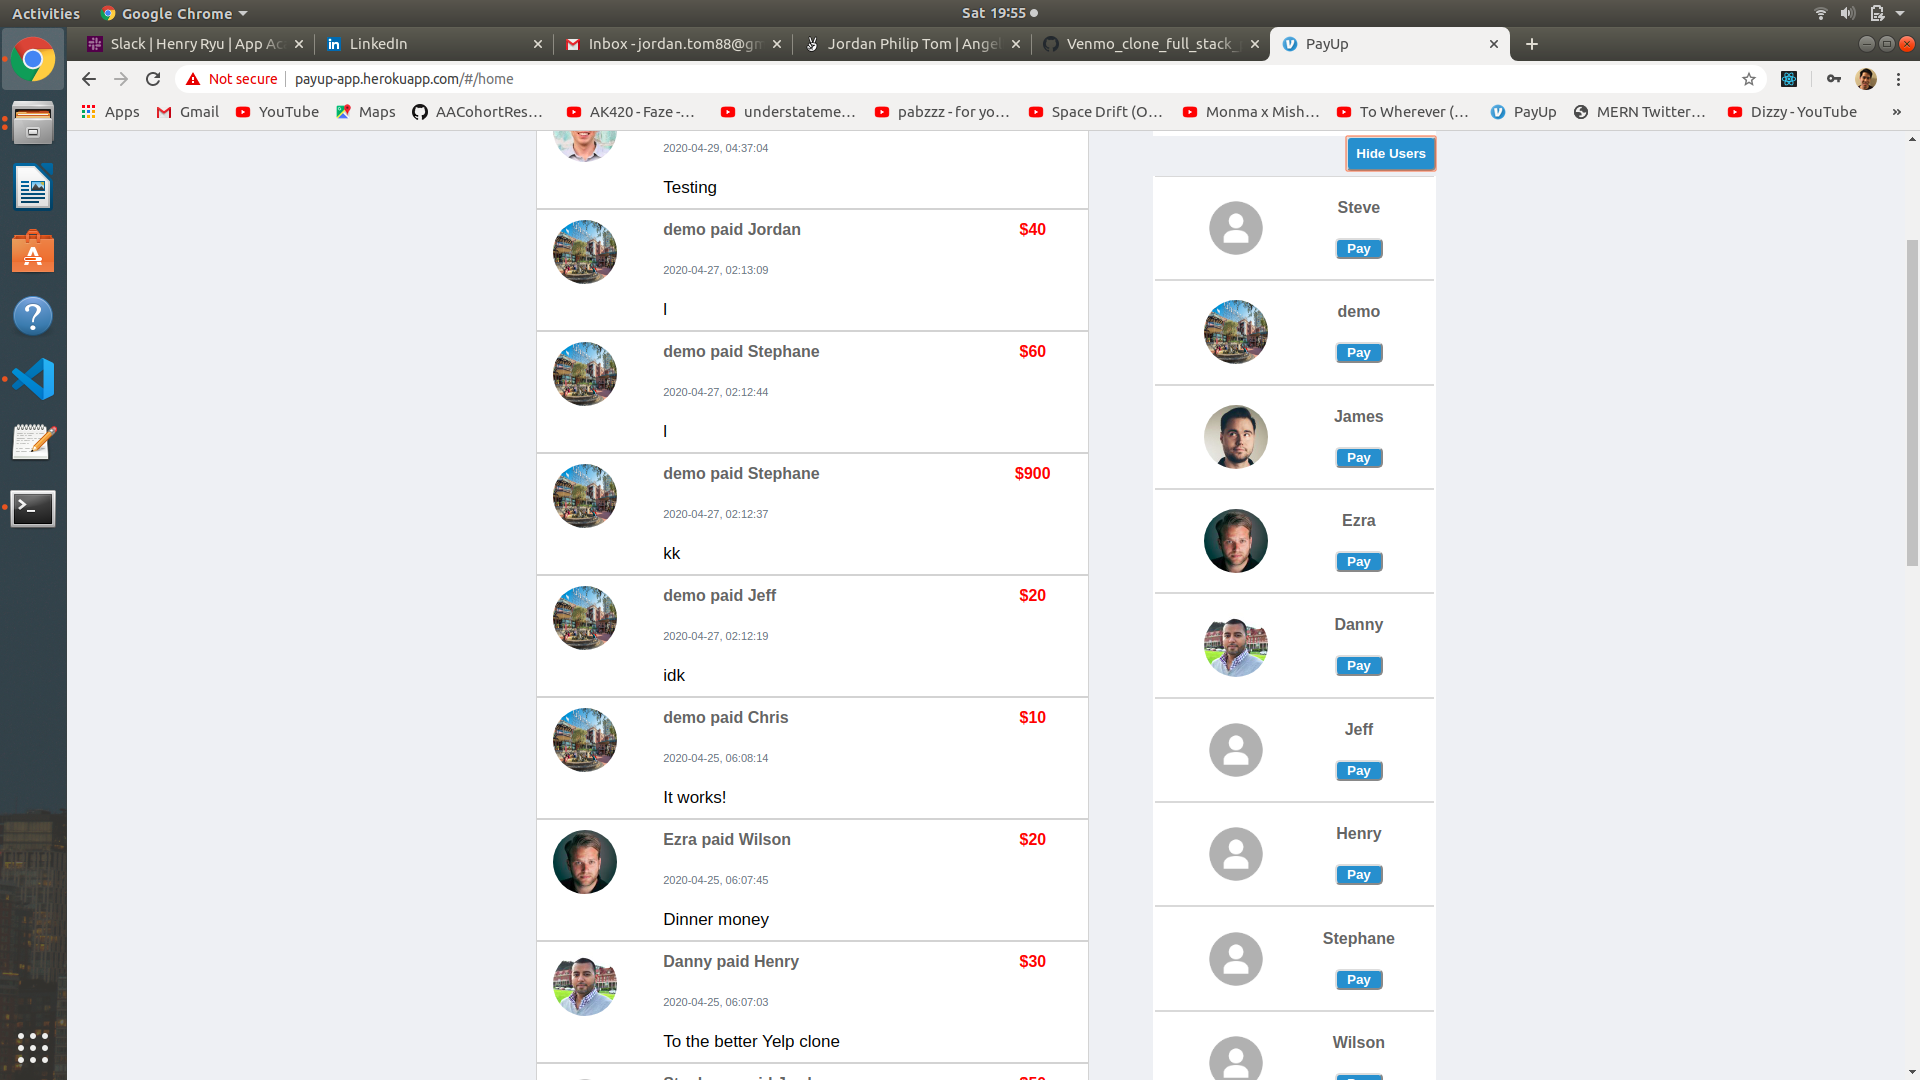 Activities
Google Chrome
Sat 19:55
Slack | Henry Ryu | App Ac
LinkedIn
Inbox - jordan.tom88@gm
Jordan Philip Tom | Angel
Venmo_clone_full_stack_
PayUp
Not secure
payup-app.herokuapp.com/#/home
Apps
Gmail
YouTube
Maps
AACohortRes…
AK420 - Faze -…
understateme…
pabzzz - for yo…
Space Drift (O…
Monma x Mish…
To Wherever (…
PayUp
MERN Twitter…
Dizzy - YouTube
»
2020-04-29, 04:37:04
Testing
demo paid Jordan
$40
2020-04-27, 02:13:09
l
demo paid Stephane
$60
2020-04-27, 02:12:44
l
demo paid Stephane
$900
2020-04-27, 02:12:37
kk
demo paid Jeff
$20
2020-04-27, 02:12:19
idk
demo paid Chris
$10
2020-04-25, 06:08:14
It works!
Ezra paid Wilson
$20
2020-04-25, 06:07:45
Dinner money
Danny paid Henry
$30
2020-04-25, 06:07:03
To the better Yelp clone
Hide Users
Steve
Pay
demo
Pay
James
Pay
Ezra
Pay
Danny
Pay
Jeff
Pay
Henry
Pay
Stephane
Pay
Wilson